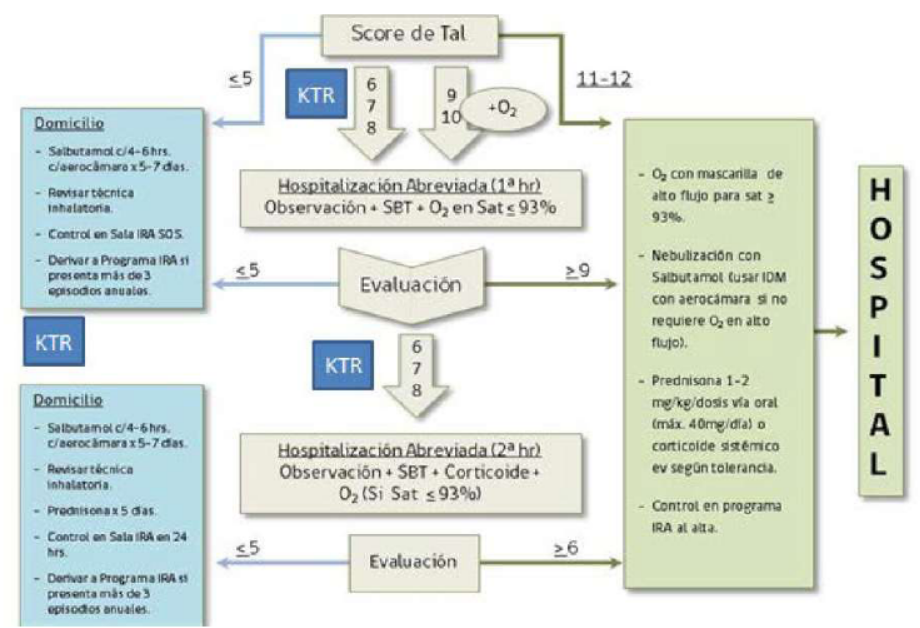 Score de Tal
≤5
KTR
6
7
8
9
10
+O₂
11-12
Domicilio
- Salbutamol c/4-6 hrs.
c/aerocámara x 5-7 días.
- Revisar técnica
inhalatoria.
- Control en Sala IRA SOS.
- Derivar a Programa IRA si
presenta más de 3
episodios anuales.
Hospitalización Abreviada (1ª hr)
Observación + SBT + O₂ en Sat ≤ 93%
≤5
Evaluación
≥9
KTR
KTR
6
7
8
Domicilio
- Salbutamol c/4-6 hrs.
c/aerocámara x 5-7 días.
- Revisar técnica
inhalatoria.
- Prednisona x 5 días.
- Control en Sala IRA en 24
hrs.
- Derivar a Programa IRA si
presenta más de 3
episodios anuales.
Hospitalización Abreviada (2ª hr)
Observación + SBT + Corticoide +
O₂ (Si Sat ≤ 93%)
≤5
Evaluación
≥6
- O₂ con mascarilla de
alto flujo para sat ≥
93%.
- Nebulización con
Salbutamol (usar IDM
con aerocámara si no
requiere O₂ en alto
flujo).
- Prednisona 1-2
mg/kg/dosis vía oral
(máx. 40mg/día) o
corticoide sistémico
ev según tolerancia.
- Control en programa
IRA al alta.
HOSPITAL